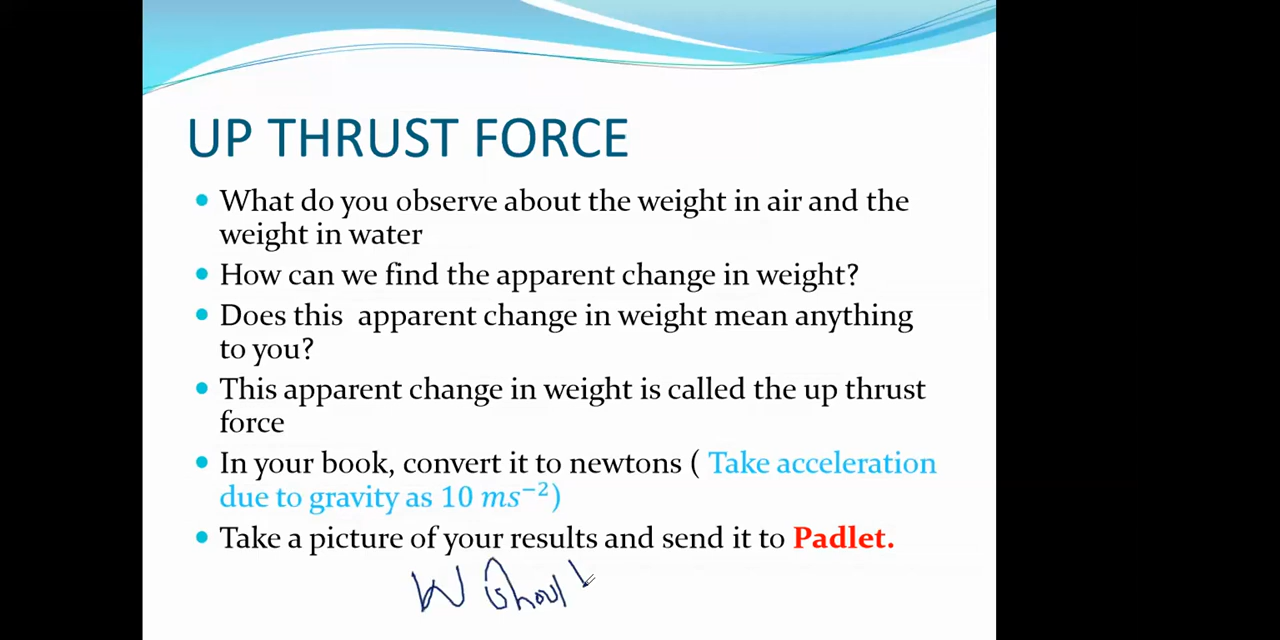 UP THRUST FORCE
• What do you observe about the weight in air and the
weight in water
• How can we find the apparent change in weight?
• Does this apparent change in weight mean anything
to you?
• This apparent change in weight is called the up thrust
force
• In your book, convert it to newtons ( Take acceleration
due to gravity as 10 ms⁻²)
• Take a picture of your results and send it to Padlet.
W